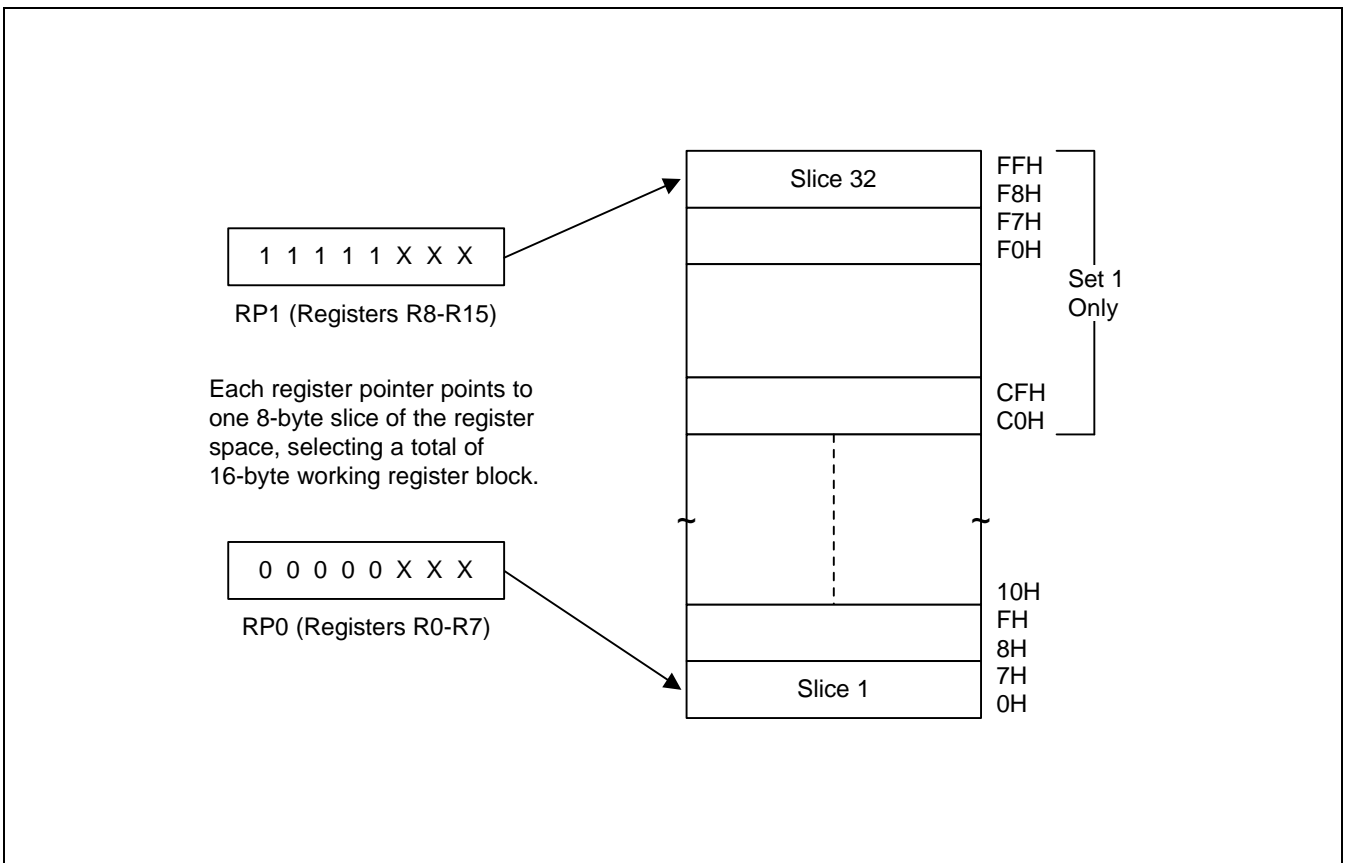 Slice 32
FFH
F8H
F7H
F0H
Set 1
Only
1 1 1 1 1 X X X
RP1 (Registers R8-R15)
Each register pointer points to
one 8-byte slice of the register
space, selecting a total of
16-byte working register block.
CFH
C0H
~ ~
0 0 0 0 0 X X X
RP0 (Registers R0-R7)
10H
FH
8H
7H
0H
Slice 1